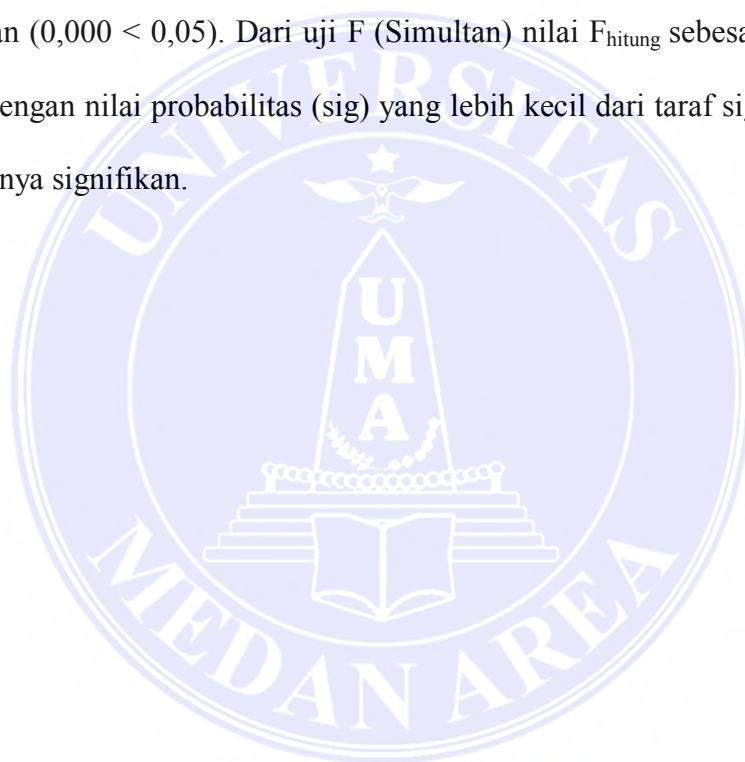 an (0,000 < 0,05). Dari uji F (Simultan) nilai Fhitung sebesa
engan nilai probabilitas (sig) yang lebih kecil dari taraf sig
nya signifikan.
UNIVERSITAS
UMA
MEDAN AREA